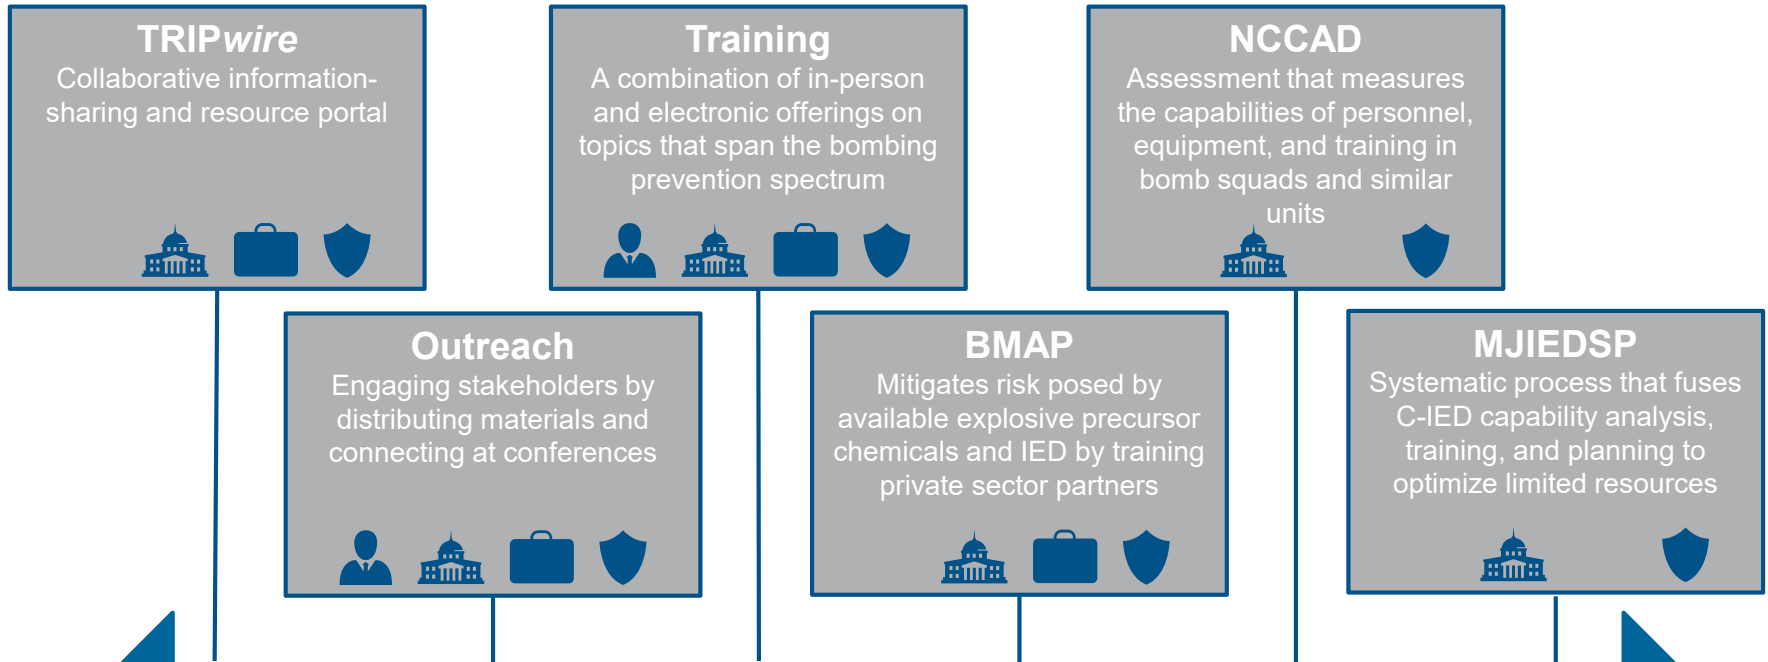 TRIPwire
Collaborative information-
sharing and resource portal
Training
A combination of in-person
and electronic offerings on
topics that span the bombing
prevention spectrum
NCCAD
Assessment that measures
the capabilities of personnel,
equipment, and training in
bomb squads and similar
units
Outreach
Engaging stakeholders by
distributing materials and
connecting at conferences
BMAP
Mitigates risk posed by
available explosive precursor
chemicals and IED by training
private sector partners
MJIEDSP
Systematic process that fuses
C-IED capability analysis,
training, and planning to
optimize limited resources